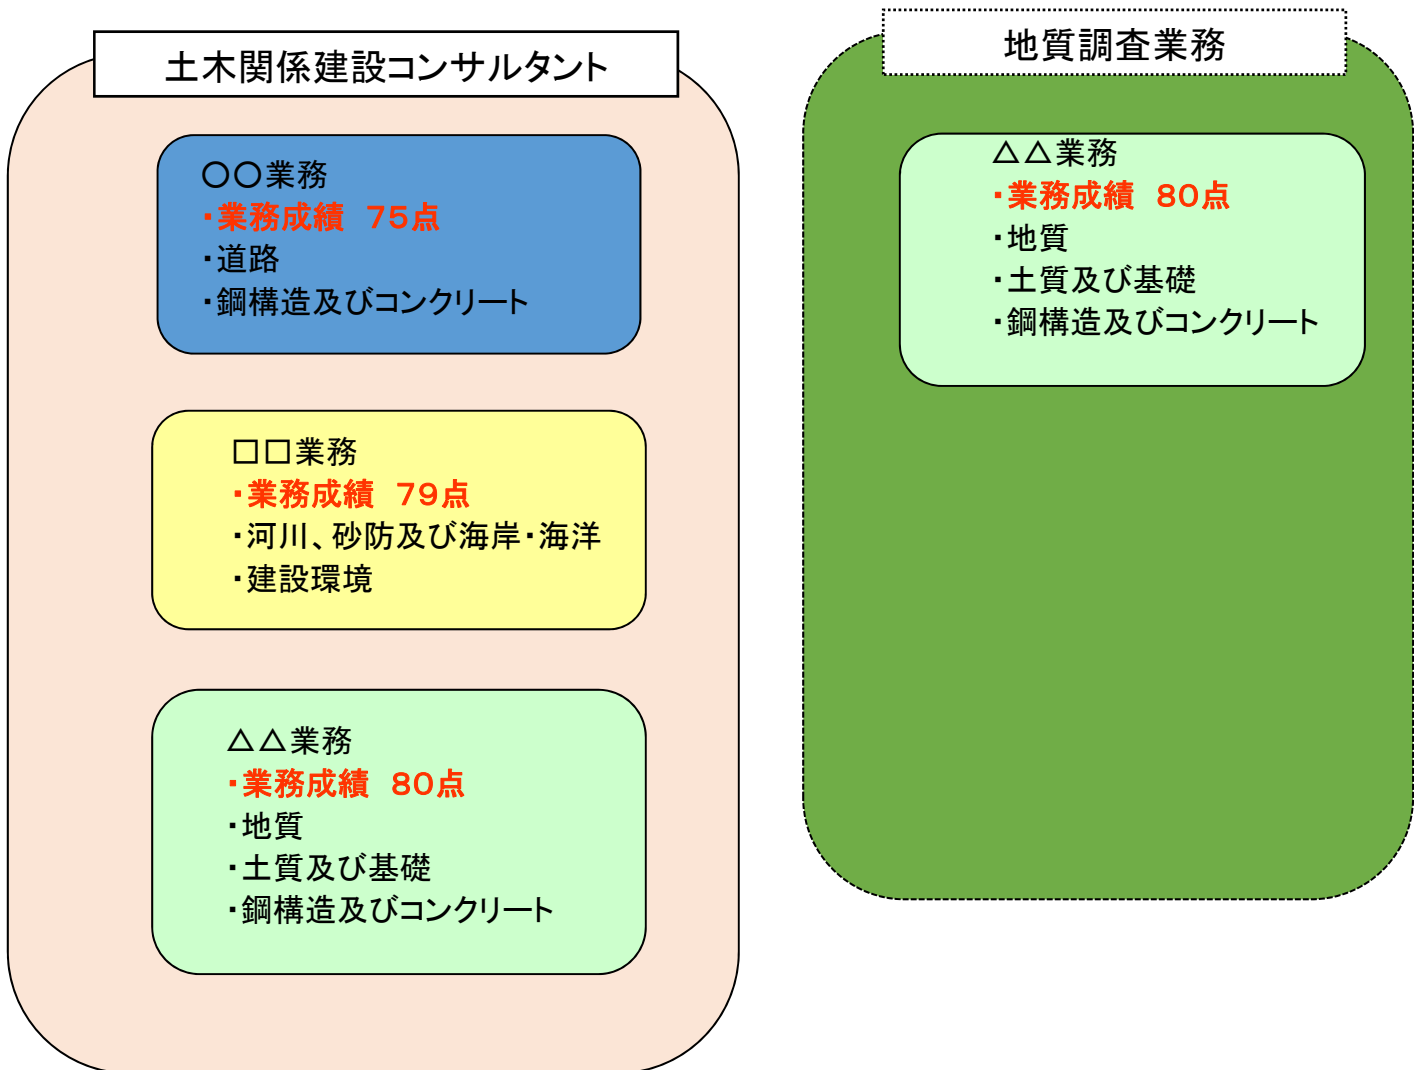 土木関係建設コンサルタント
〇〇業務
・業務成績　75点
・道路
・鋼構造及びコンクリート
□□業務
・業務成績　79点
・河川、砂防及び海岸・海洋
・建設環境
△△業務
・業務成績　80点
・地質
・土質及び基礎
・鋼構造及びコンクリート
地質調査業務
△△業務
・業務成績　80点
・地質
・土質及び基礎
・鋼構造及びコンクリート